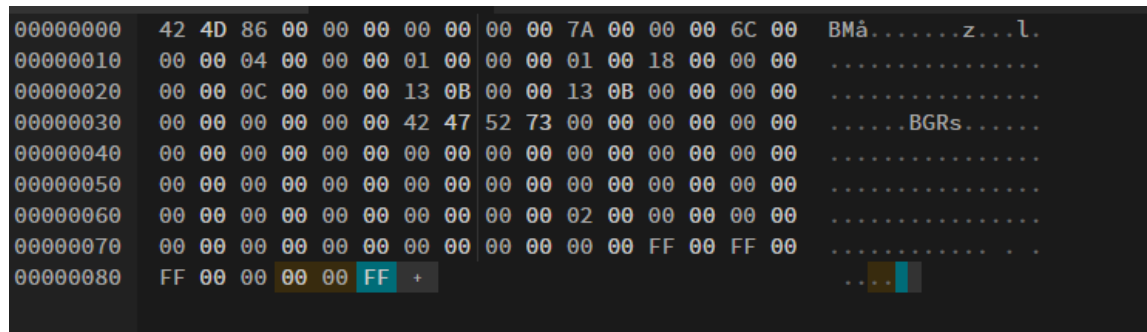 00000000 42 4D 86 00 00 00 00 00 00 00 7A 00 00 00 6C 00 BMå.......z...l.
00000010 00 00 04 00 00 00 01 00 00 00 01 00 18 00 00 00 ................
00000020 00 00 0C 00 00 00 13 0B 00 00 13 0B 00 00 00 00 ................
00000030 00 00 00 00 00 00 42 47 52 73 00 00 00 00 00 00 ......BGRs......
00000040 00 00 00 00 00 00 00 00 00 00 00 00 00 00 00 00 ................
00000050 00 00 00 00 00 00 00 00 00 00 00 00 00 00 00 00 ................
00000060 00 00 00 00 00 00 00 00 00 00 02 00 00 00 00 00 ................
00000070 00 00 00 00 00 00 00 00 00 00 00 00 FF 00 FF 00 ............ . .
00000080 FF 00 00 00 00 FF + ....